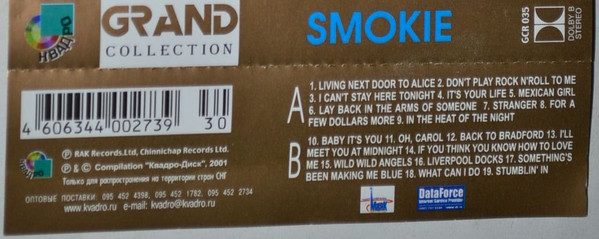 КВАДРО
GRAND
COLLECTION
SMOKIE
GCR 035
DOLBY B
STEREO
A
1. LIVING NEXT DOOR TO ALICE 2. DON'T PLAY ROCK N'ROLL TO ME
3. I CAN'T STAY HERE TONIGHT 4. IT'S YOUR LIFE 5. MEXICAN GIRL
6. LAY BACK IN THE ARMS OF SOMEONE 7. STRANGER 8. FOR A
FEW DOLLARS MORE 9. IN THE HEAT OF THE NIGHT
B
10. BABY IT'S YOU 11. OH, CAROL 12. BACK TO BRADFORD 13. I'LL
MEET YOU AT MIDNIGHT 14. IF YOU THINK YOU KNOW HOW TO LOVE
ME 15. WILD WILD ANGELS 16. LIVERPOOL DOCKS 17. SOMETHING'S
BEEN MAKING ME BLUE 18. WHAT CAN I DO 19. STUMBLIN' IN
4 606344 002739 30
Ⓟ RAK Records.Ltd, Chinnichap Records.Ltd.
Ⓟ & © Compilation "Квадро-Диск", 2001
Только для распространения на территории стран СНГ
КВАДРО
ОПТОВЫЕ ПОСТАВКИ: 095 452 4358, 095 452 1782, 095 452 2734
www.kvadro.ru e-mail: kvadro@kvadro.ru
DataForce
Internet Service Provider